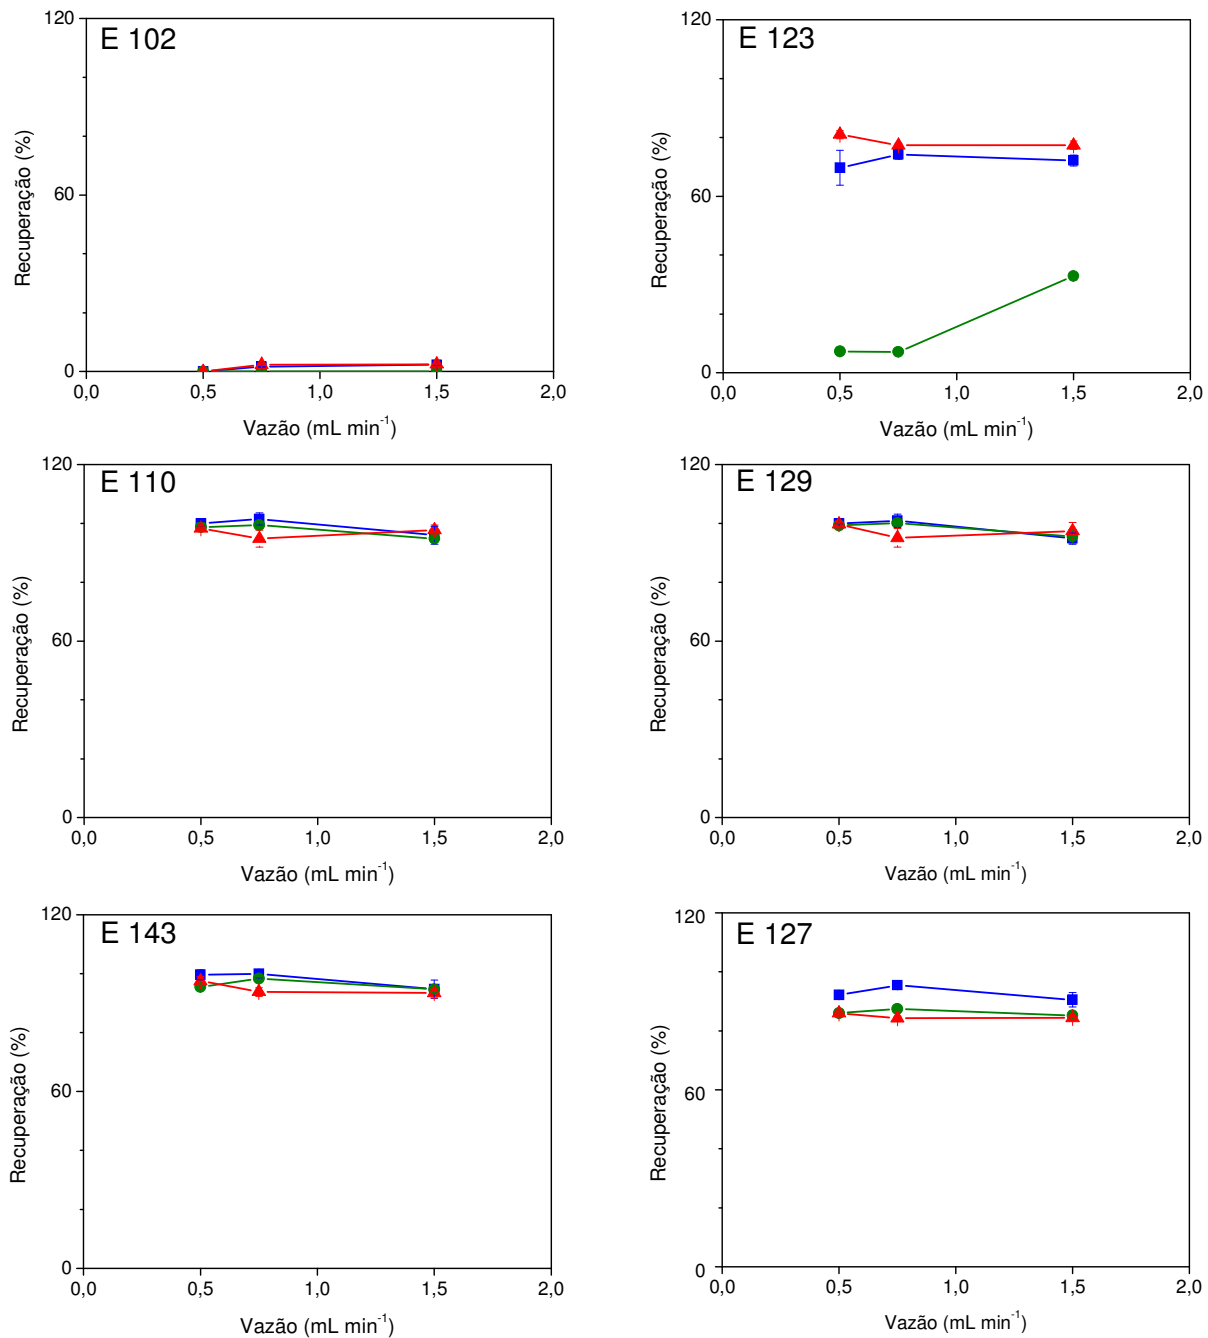 E 102
120
60
0
Recuperação (%)
0,0 0,5 1,0 1,5 2,0
Vazão (mL min⁻¹)
E 123
120
60
0
Recuperação (%)
0,0 0,5 1,0 1,5 2,0
Vazão (mL min⁻¹)
E 110
120
60
0
Recuperação (%)
0,0 0,5 1,0 1,5 2,0
Vazão (mL min⁻¹)
E 129
120
60
0
Recuperação (%)
0,0 0,5 1,0 1,5 2,0
Vazão (mL min⁻¹)
E 143
120
60
0
Recuperação (%)
0,0 0,5 1,0 1,5 2,0
Vazão (mL min⁻¹)
E 127
120
60
0
Recuperação (%)
0,0 0,5 1,0 1,5 2,0
Vazão (mL min⁻¹)